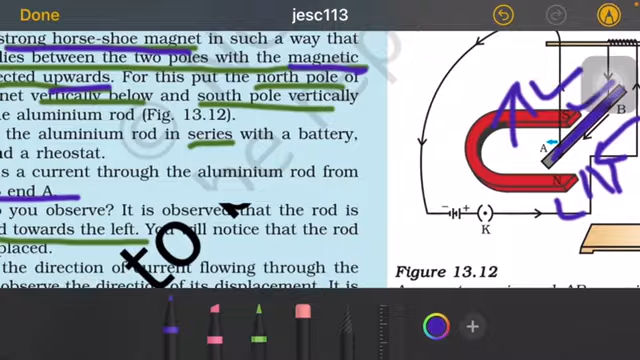 Done
jesc113
strong horse-shoe magnet in such a way that
lies between the two poles with the magnetic
ected upwards. For this put the north pole of
net vertically below and south pole vertically
e aluminium rod (Fig. 13.12).
the aluminium rod in series with a battery,
nd a rheostat.
s a current through the aluminium rod from
end A.
o you observe? It is observed that the rod is
d towards the left. You will notice that the rod
placed.
the direction of current flowing through the
observe the direction of its displacement. It is
to
S
B
A
N
K
− +
Figure 13.12